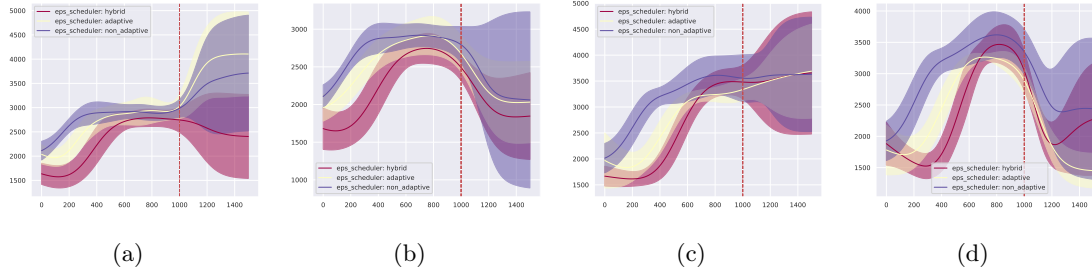 eps_scheduler: hybrid
eps_scheduler: adaptive
eps_scheduler: non_adaptive
5000
4500
4000
3500
3000
2500
2000
1500
0 200 400 600 800 1000 1200 1400
(a)
eps_scheduler: hybrid
eps_scheduler: adaptive
eps_scheduler: non_adaptive
3000
2500
2000
1500
1000
0 200 400 600 800 1000 1200 1400
(b)
eps_scheduler: hybrid
eps_scheduler: adaptive
eps_scheduler: non_adaptive
4500
4000
3500
3000
2500
2000
1500
0 200 400 600 800 1000 1200 1400
(c)
eps_scheduler: hybrid
eps_scheduler: adaptive
eps_scheduler: non_adaptive
4000
3500
3000
2500
2000
1500
0 200 400 600 800 1000 1200 1400
(d)